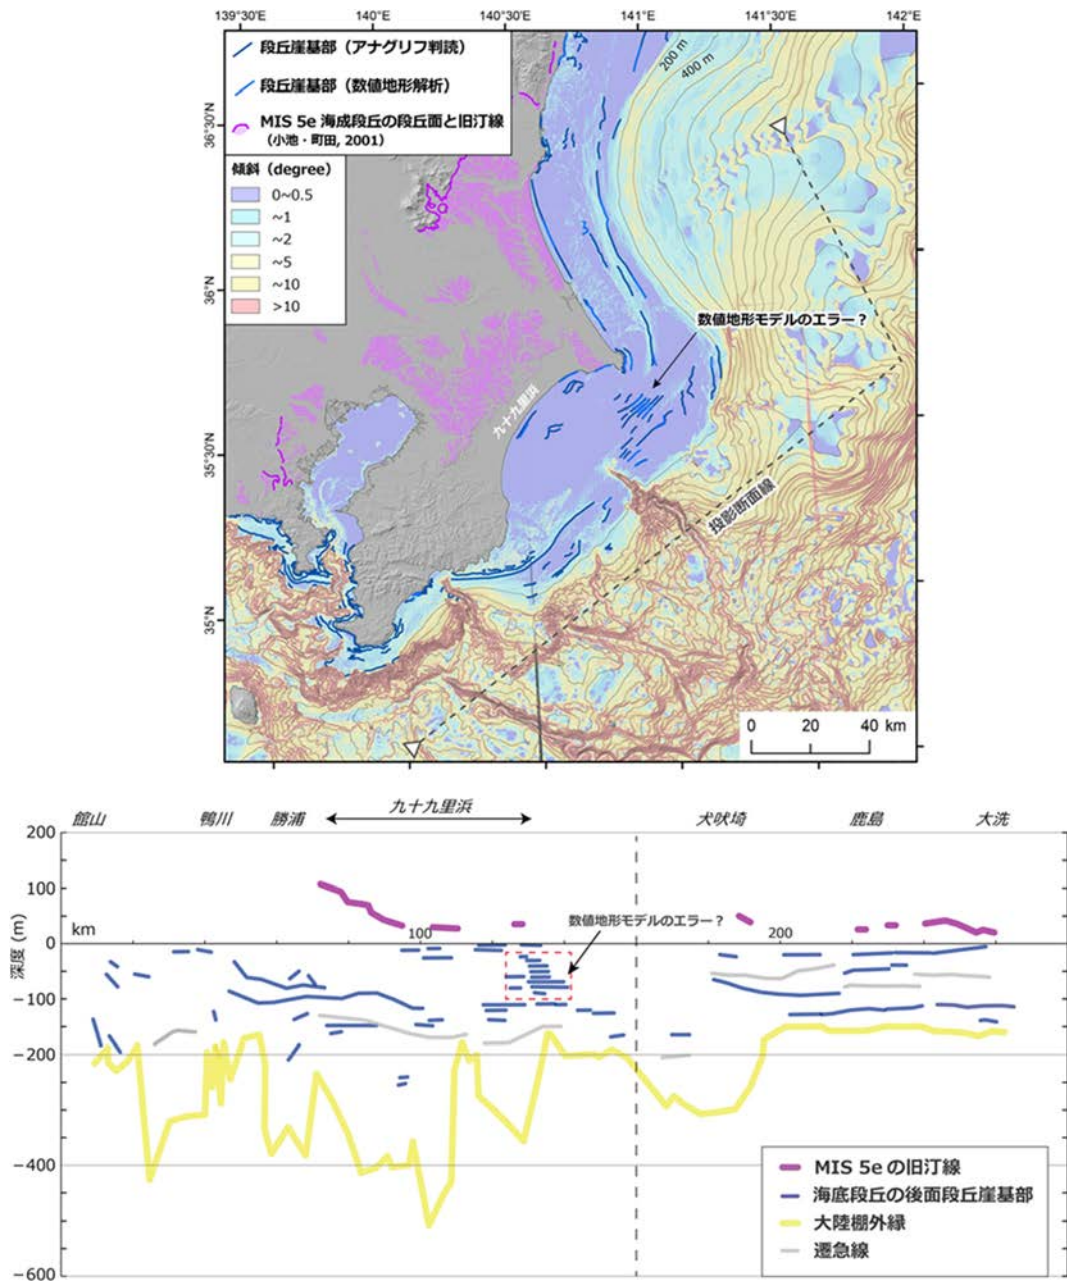 139°30'E
140°E
140°30'E
141°E
141°30'E
142°E
段丘崖基部（アナグリフ判読）
段丘崖基部（数値地形解析）
MIS 5e 海成段丘の段丘面と旧汀線
（小池・町田, 2001）
傾斜（degree）
0~0.5
~1
~2
~5
~10
>10
200 m
400 m
36°30'N
36°N
35°30'N
35°N
数値地形モデルのエラー？
九十九里浜
投影断面線
0 20 40 km
館山
鴨川
勝浦
九十九里浜
犬吠埼
鹿島
大洗
200
100
0
−100
−200
−400
−600
深度 (m)
km
100
200
数値地形モデルのエラー？
MIS 5e の旧汀線
海底段丘の後面段丘崖基部
大陸棚外縁
遷急線